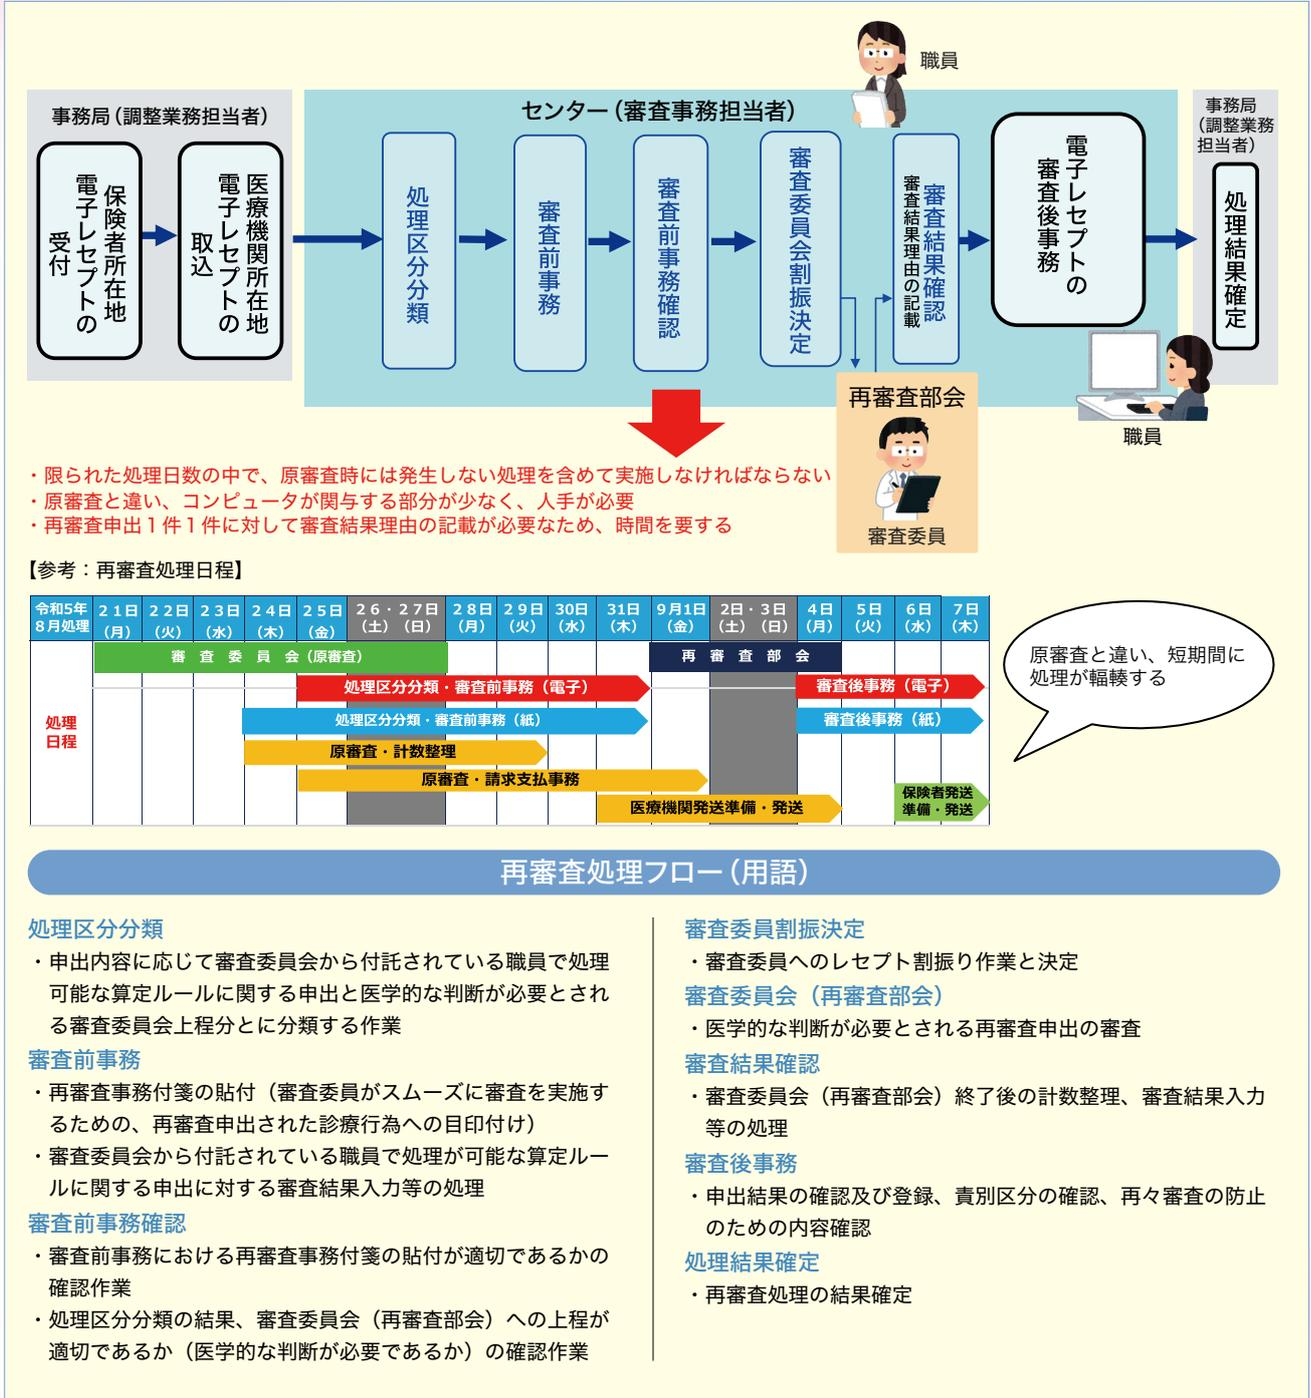 職員
事務局（調整業務担当者）
保険者所在地
電子レセプトの
受付
医療機関所在地
電子レセプトの
取込
センター（審査事務担当者）
処理区分分類
審査前事務
審査前事務確認
審査委員会割振決定
審査結果確認
審査結果理由の記載
電子レセプトの
審査後事務
事務局
（調整業務
担当者）
処理結果確定
職員
再審査部会
審査委員
・限られた処理日数の中で、原審査時には発生しない処理を含めて実施しなければならない
・原審査と違い、コンピュータが関与する部分が少なく、人手が必要
・再審査申出１件１件に対して審査結果理由の記載が必要なため、時間を要する
【参考：再審査処理日程】
令和5年
８月処理
２１日
（月）
２２日
（火）
２３日
（水）
２４日
（木）
２５日
（金）
２６・２７日
（土）（日）
２８日
（月）
２９日
（火）
30日
（水）
31日
（木）
９月1日
（金）
2日・３日
（土）（日）
４日
（月）
５日
（火）
６日
（水）
７日
（木）
処理
日程
審査委員会（原審査）
再審査部会
処理区分分類・審査前事務（電子）
審査後事務（電子）
処理区分分類・審査前事務（紙）
審査後事務（紙）
原審査・計数整理
原審査・請求支払事務
医療機関発送準備・発送
保険者発送
準備・発送
原審査と違い、短期間に
処理が輻輳する
再審査処理フロー（用語）
処理区分分類
・申出内容に応じて審査委員会から付託されている職員で処理
可能な算定ルールに関する申出と医学的な判断が必要とされ
る審査委員会上程分とに分類する作業
審査前事務
・再審査事務付箋の貼付（審査委員がスムーズに審査を実施す
るための、再審査申出された診療行為への目印付け）
・審査委員会から付託されている職員で処理が可能な算定ルー
ルに関する申出に対する審査結果入力等の処理
審査前事務確認
・審査前事務における再審査事務付箋の貼付が適切であるかの
確認作業
・処理区分分類の結果、審査委員会（再審査部会）への上程が
適切であるか（医学的な判断が必要であるか）の確認作業
審査委員割振決定
・審査委員へのレセプト割振り作業と決定
審査委員会（再審査部会）
・医学的な判断が必要とされる再審査申出の審査
審査結果確認
・審査委員会（再審査部会）終了後の計数整理、審査結果入力
等の処理
審査後事務
・申出結果の確認及び登録、責別区分の確認、再々審査の防止
のための内容確認
処理結果確定
・再審査処理の結果確定